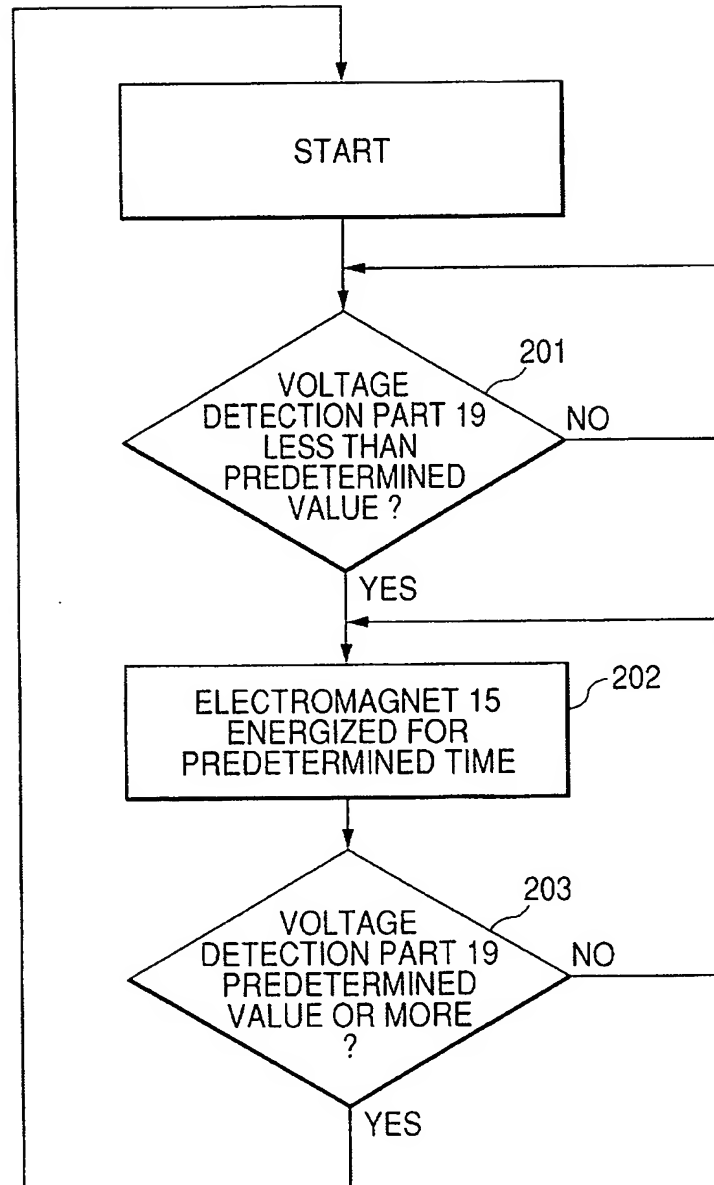 START
201
VOLTAGE
DETECTION PART 19
LESS THAN
PREDETERMINED
VALUE ?
NO
YES
202
ELECTROMAGNET 15
ENERGIZED FOR
PREDETERMINED TIME
203
VOLTAGE
DETECTION PART 19
PREDETERMINED
VALUE OR MORE
?
NO
YES